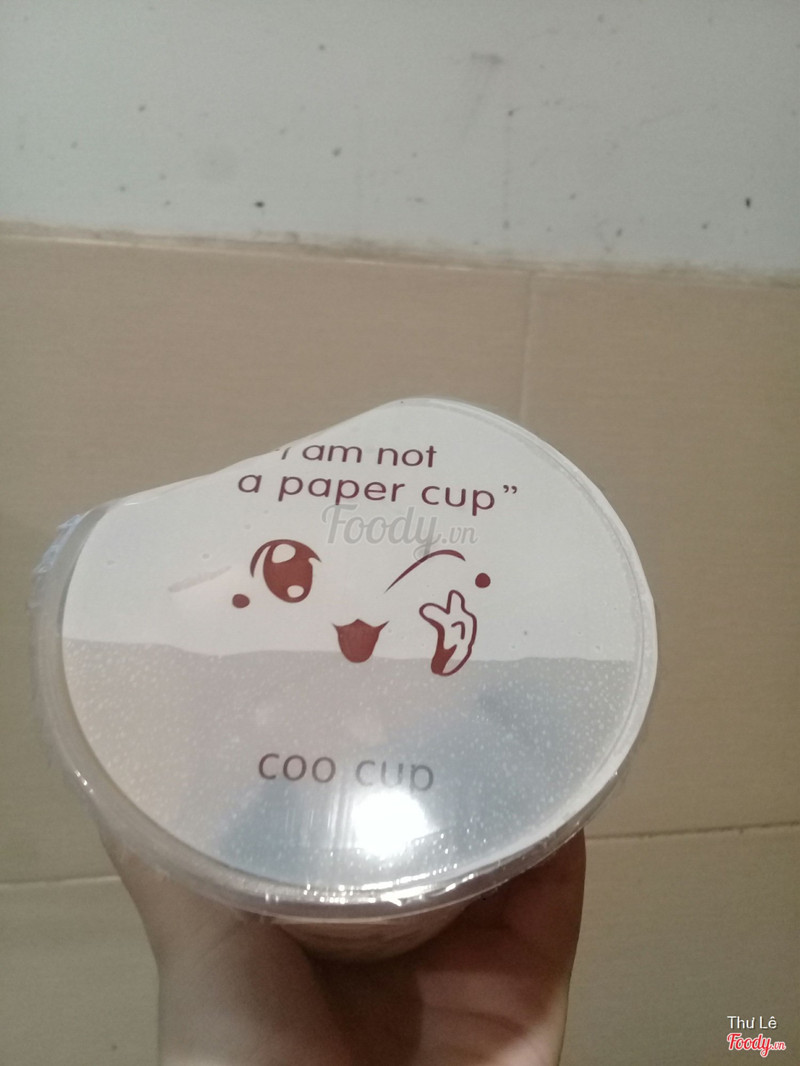 I am not
a paper cup”
Foody.vn
coo cup
Thư Lê
Foody.vn